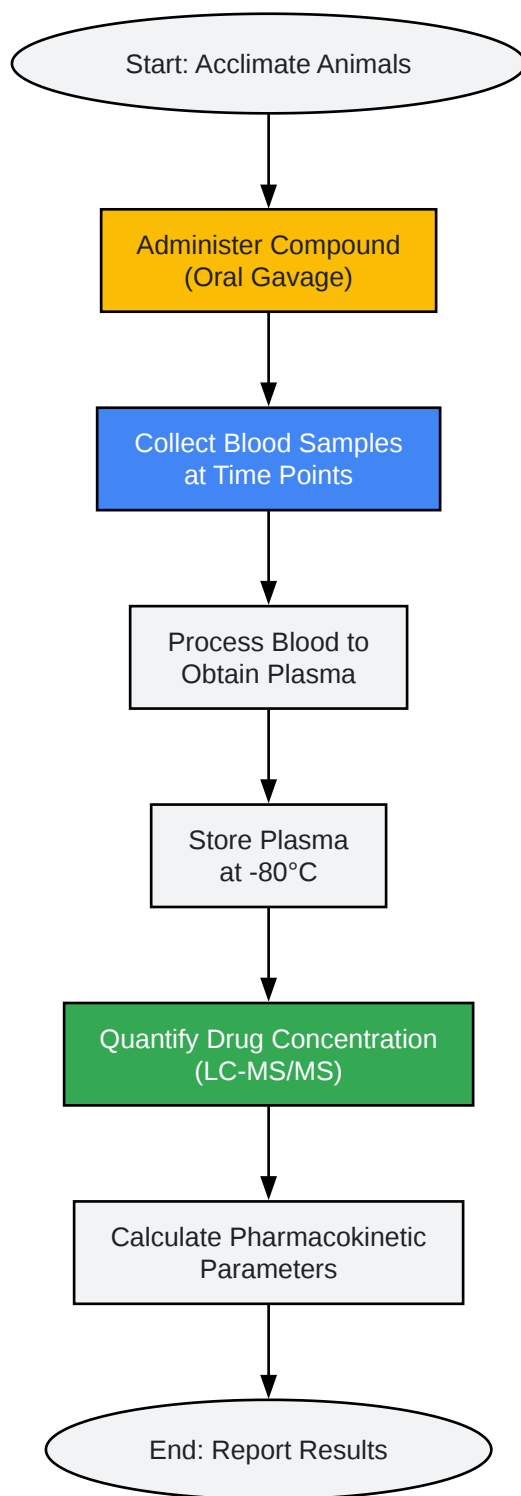 Start: Acclimate Animals
Administer Compound
(Oral Gavage)
Collect Blood Samples
at Time Points
Process Blood to
Obtain Plasma
Store Plasma
at -80°C
Quantify Drug Concentration
(LC-MS/MS)
Calculate Pharmacokinetic
Parameters
End: Report Results